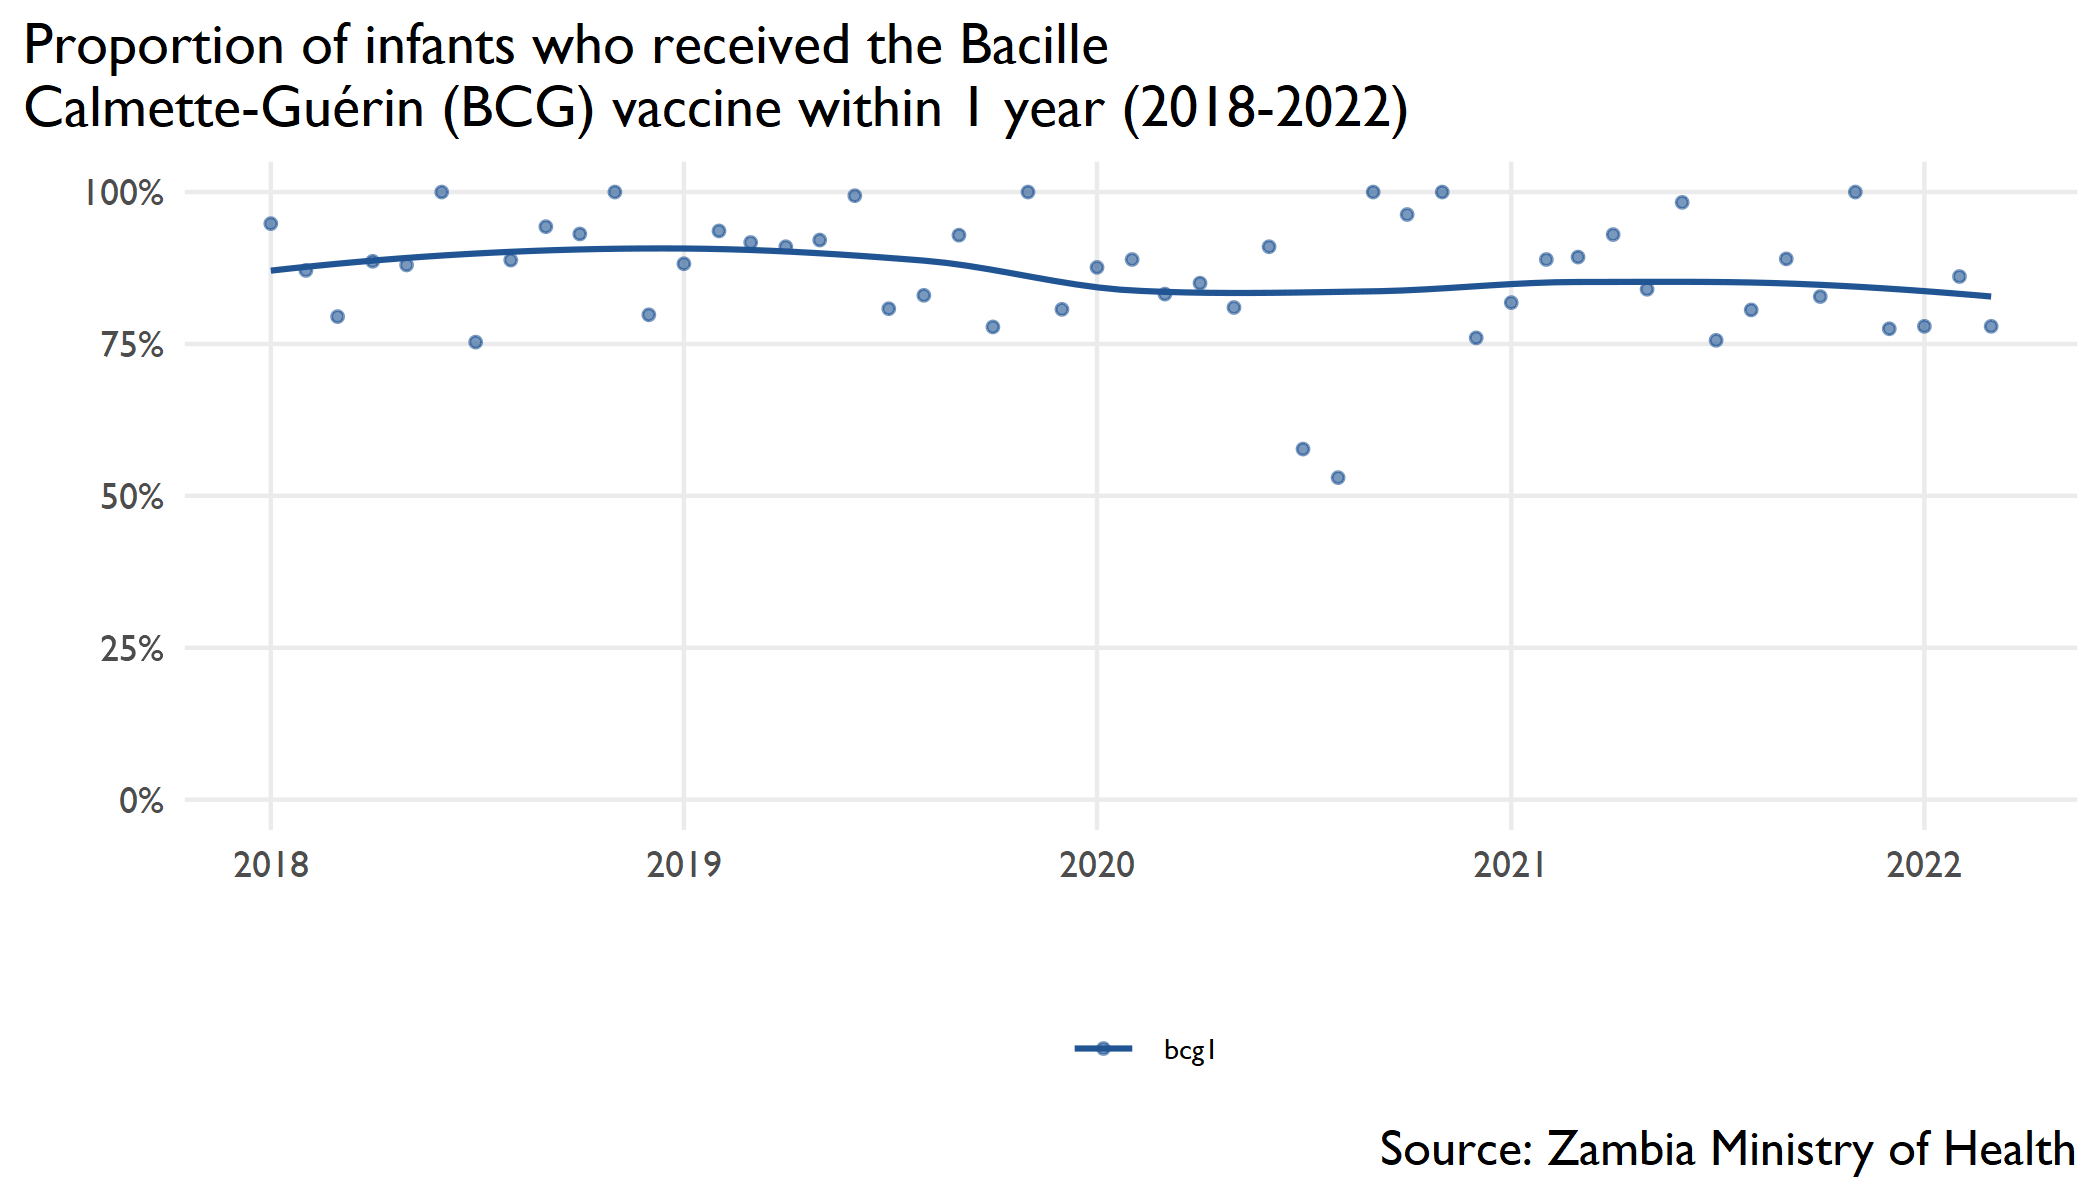 Proportion of infants who received the Bacille
Calmette-Guérin (BCG) vaccine within 1 year (2018-2022)
100%
75%
50%
25%
0%
2018 2019 2020 2021 2022
bcg1
Source: Zambia Ministry of Health